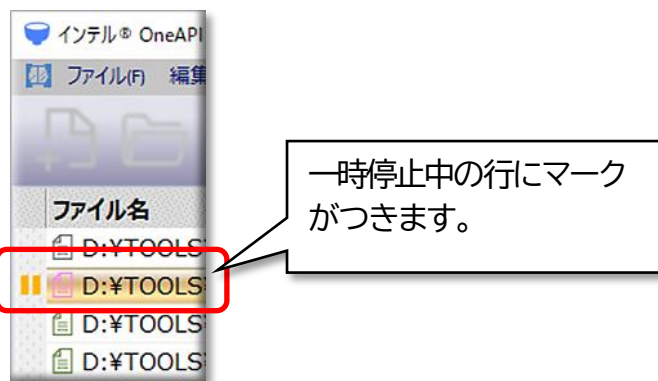 インテル® OneAPI
ファイル(F) 編集
ファイル名
D:¥TOOLS¥
D:¥TOOLS¥
D:¥TOOLS¥
D:¥TOOLS¥
一時停止中の行にマーク
がつきます。